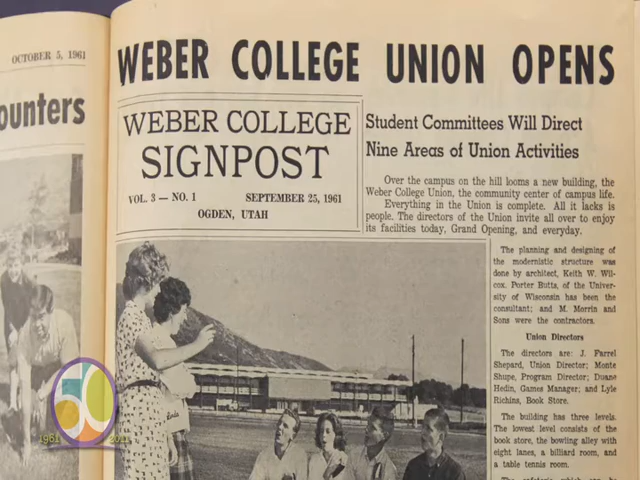 OCTOBER 5, 1961
ounters
WEBER COLLEGE UNION OPENS
WEBER COLLEGE
SIGNPOST
VOL. 3 — NO. 1 SEPTEMBER 25, 1961
OGDEN, UTAH
Student Committees Will Direct
Nine Areas of Union Activities
Over the campus on the hill looms a new building, the
Weber College Union, the community center of campus life.
Everything in the Union is complete. All it lacks is
people. The directors of the Union invite all over to enjoy
its facilities today, Grand Opening, and everyday.
The planning and designing of
the modernistic structure was
done by architect, Keith W. Wil-
cox. Porter Butts, of the Univer-
sity of Wisconsin has been the
consultant; and M. Morrin and
Sons were the contractors.
Union Directors
The directors are: J. Farrel
Shepard, Union Director; Monte
Shupe, Program Director; Duane
Hedin, Games Manager; and Lyle
Richins, Book Store.
The building has three levels.
The lowest level consists of the
book store, the bowling alley with
eight lanes, a billiard room, and
a table tennis room.
50
1961 2011